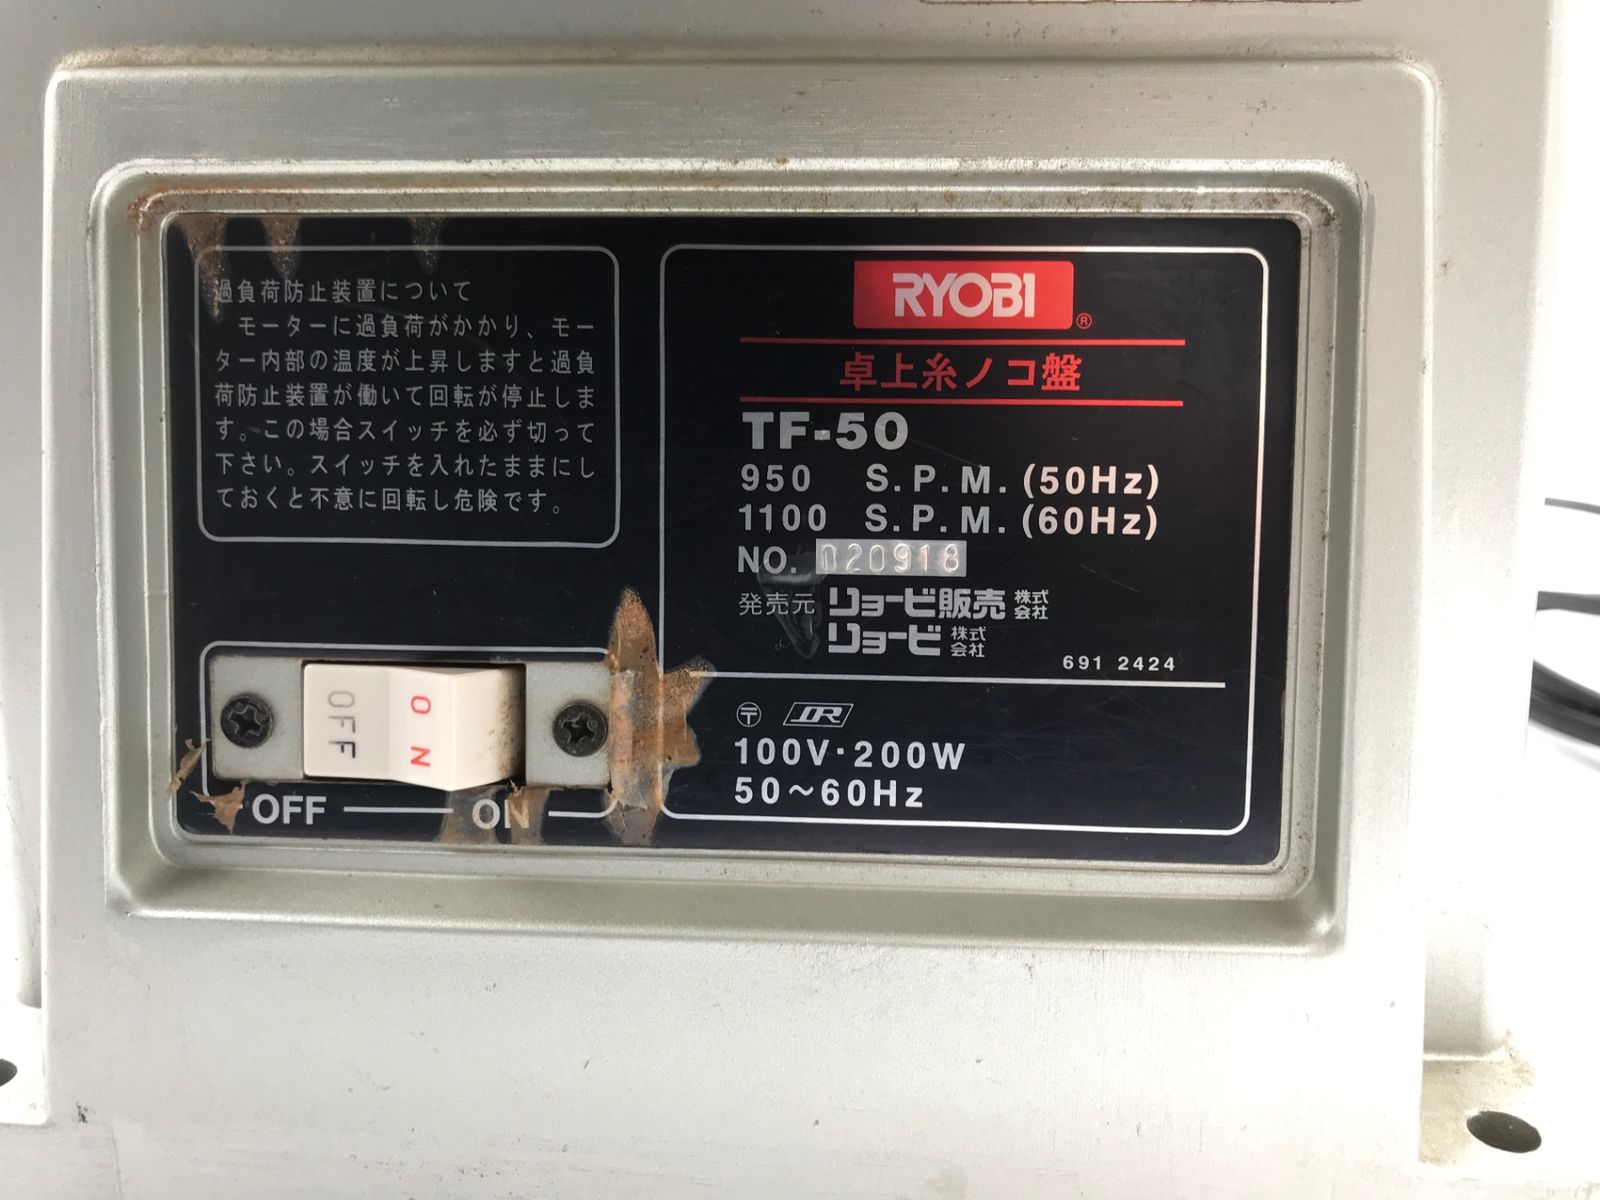 過負荷防止装置について
モーターに過負荷がかかり、モー
ター内部の温度が上昇しますと過負
荷防止装置が働いて回転が停止しま
す。この場合スイッチを必ず切って
下さい。スイッチを入れたままにし
ておくと不意に回転し危険です。
OFF
ON
OFF ON
RYOBI ®
卓上糸ノコ盤
TF-50
950 S.P.M.(50Hz)
1100 S.P.M.(60Hz)
NO. 020918
発売元 リョービ販売株式会社
リョービ株式会社
691 2424
〒 JOR
100V·200W
50～60Hz